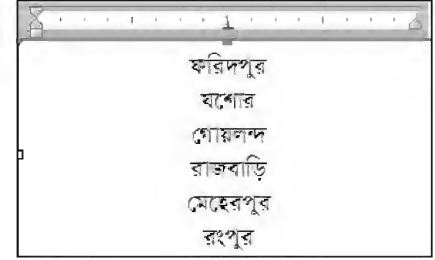 ফরিদপুর
যশোর
গোয়লন্দ
রাজবাড়ি
মেহেরপুর
রংপুর